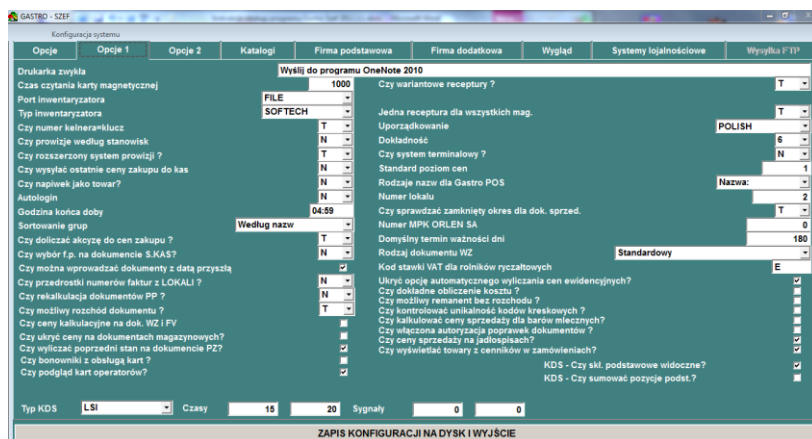 GASTRO - SZEF
Konfiguracja systemu
Opcje Opcje 1 Opcje 2 Katalogi Firma podstawowa Firma dodatkowa Wygląd Systemy lojalnościowe Wysyłka FTP
Drukarka zwykła Wyślij do programu OneNote 2010
Czas czytania karty magnetycznej 1000 Czy wariantowe receptury ? T
Port inwentaryzatora FILE
Typ inwentaryzatora SOFTECH Jedna receptura dla wszystkich mag. T
Czy numer kelnera=klucz T Uporządkowanie POLISH
Czy prowizje według stanowisk N Dokładność 6
Czy rozszerzony system prowizji ? T Czy system terminalowy ? N
Czy wysyłać ostatnie ceny zakupu do kas N Standard poziom cen 1
Czy napiwek jako towar? N Rodzaje nazw dla Gastro POS Nazwa:
Autologin N Numer lokalu 2
Godzina końca doby 04:59 Czy sprawdzać zamknięty okres dla dok. sprzed. T
Sortowanie grup Według nazw Numer MPK ORLEN SA 0
Czy doliczać akcyzę do cen zakupu ? T Domyślny termin ważności dni 180
Czy wybór f.p. na dokumencie S.KAS? N Rodzaj dokumentu WZ Standardowy
Czy można wprowadzać dokumenty z datą przyszłą Kod stawki VAT dla rolników ryczałtowych E
Czy przedrostki numerów faktur z LOKALI ? N Ukryć opcję automatycznego wyliczania cen ewidencyjnych?
Czy rekalkulacja dokumentów PP ? N Czy dokładne obliczenie kosztu ?
Czy możliwy remanent bez rozchodu ?
Czy możliwy rozchód dokumentu ? T Czy kontrolować unikalność kodów kreskowych ?
Czy ceny kalkulacyjne na dok. WZ i FV Czy kalkulować ceny sprzedaży dla barów mlecznych?
Czy ukryć ceny na dokumentach magazynowych? Czy włączona autoryzacja poprawek dokumentów ?
Czy wyliczać poprzedni stan na dokumencie PZ? Czy ceny sprzedaży na jadłospisach?
Czy wyświetlać towary z cenników w zamówieniach?
Czy bonowniki z obsługą kart ? KDS - Czy skł. podstawowe widoczne?
Czy podgląd kart operatorów? KDS - Czy sumować pozycje podst.?
Typ KDS LSI Czasy 15 20 Sygnały 0 0
ZAPIS KONFIGURACJI NA DYSK I WYJŚCIE